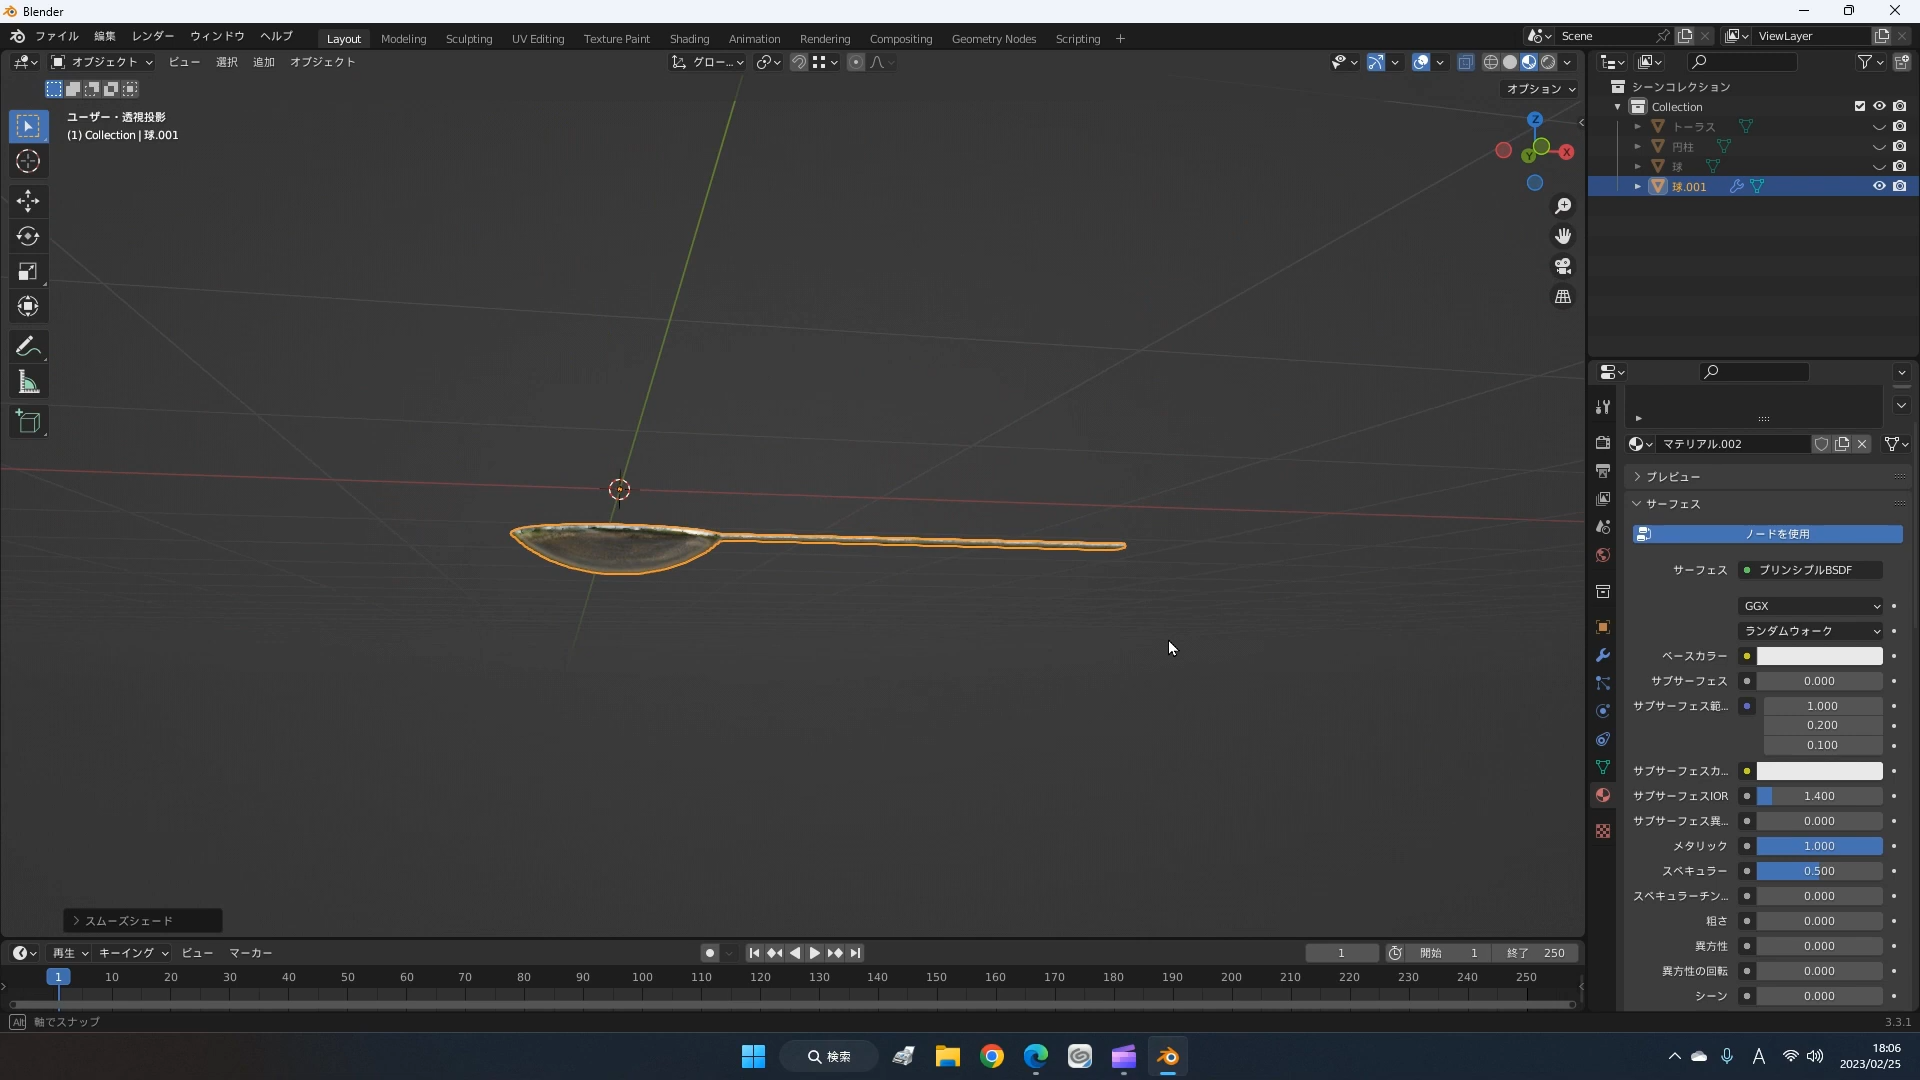 Blender
ファイル 編集 レンダー ウィンドウ ヘルプ Layout Modeling Sculpting UV Editing Texture Paint Shading Animation Rendering Compositing Geometry Nodes Scripting + Scene ViewLayer
オブジェクト ビュー 選択 追加 オブジェクト グロー...
オプション
シーンコレクション
Collection
トーラス
円柱
球
球.001
ユーザー・透視投影
(1) Collection | 球.001
Z
X
Y
マテリアル.002
プレビュー
サーフェス
ノードを使用
サーフェス プリンシプルBSDF
GGX
ランダムウォーク
ベースカラー
サブサーフェス 0.000
サブサーフェス範... 1.000
0.200
0.100
サブサーフェスカ...
サブサーフェスIOR 1.400
サブサーフェス異... 0.000
メタリック 1.000
スペキュラー 0.500
スペキュラーチン... 0.000
粗さ 0.000
異方性 0.000
異方性の回転 0.000
シーン 0.000
スムーズシェード
再生 キーイング ビュー マーカー 1 開始 1 終了 250
1 10 20 30 40 50 60 70 80 90 100 110 120 130 140 150 160 170 180 190 200 210 220 230 240 250
Alt 軸でスナップ 3.3.1
検索 A 18:06
2023/02/25